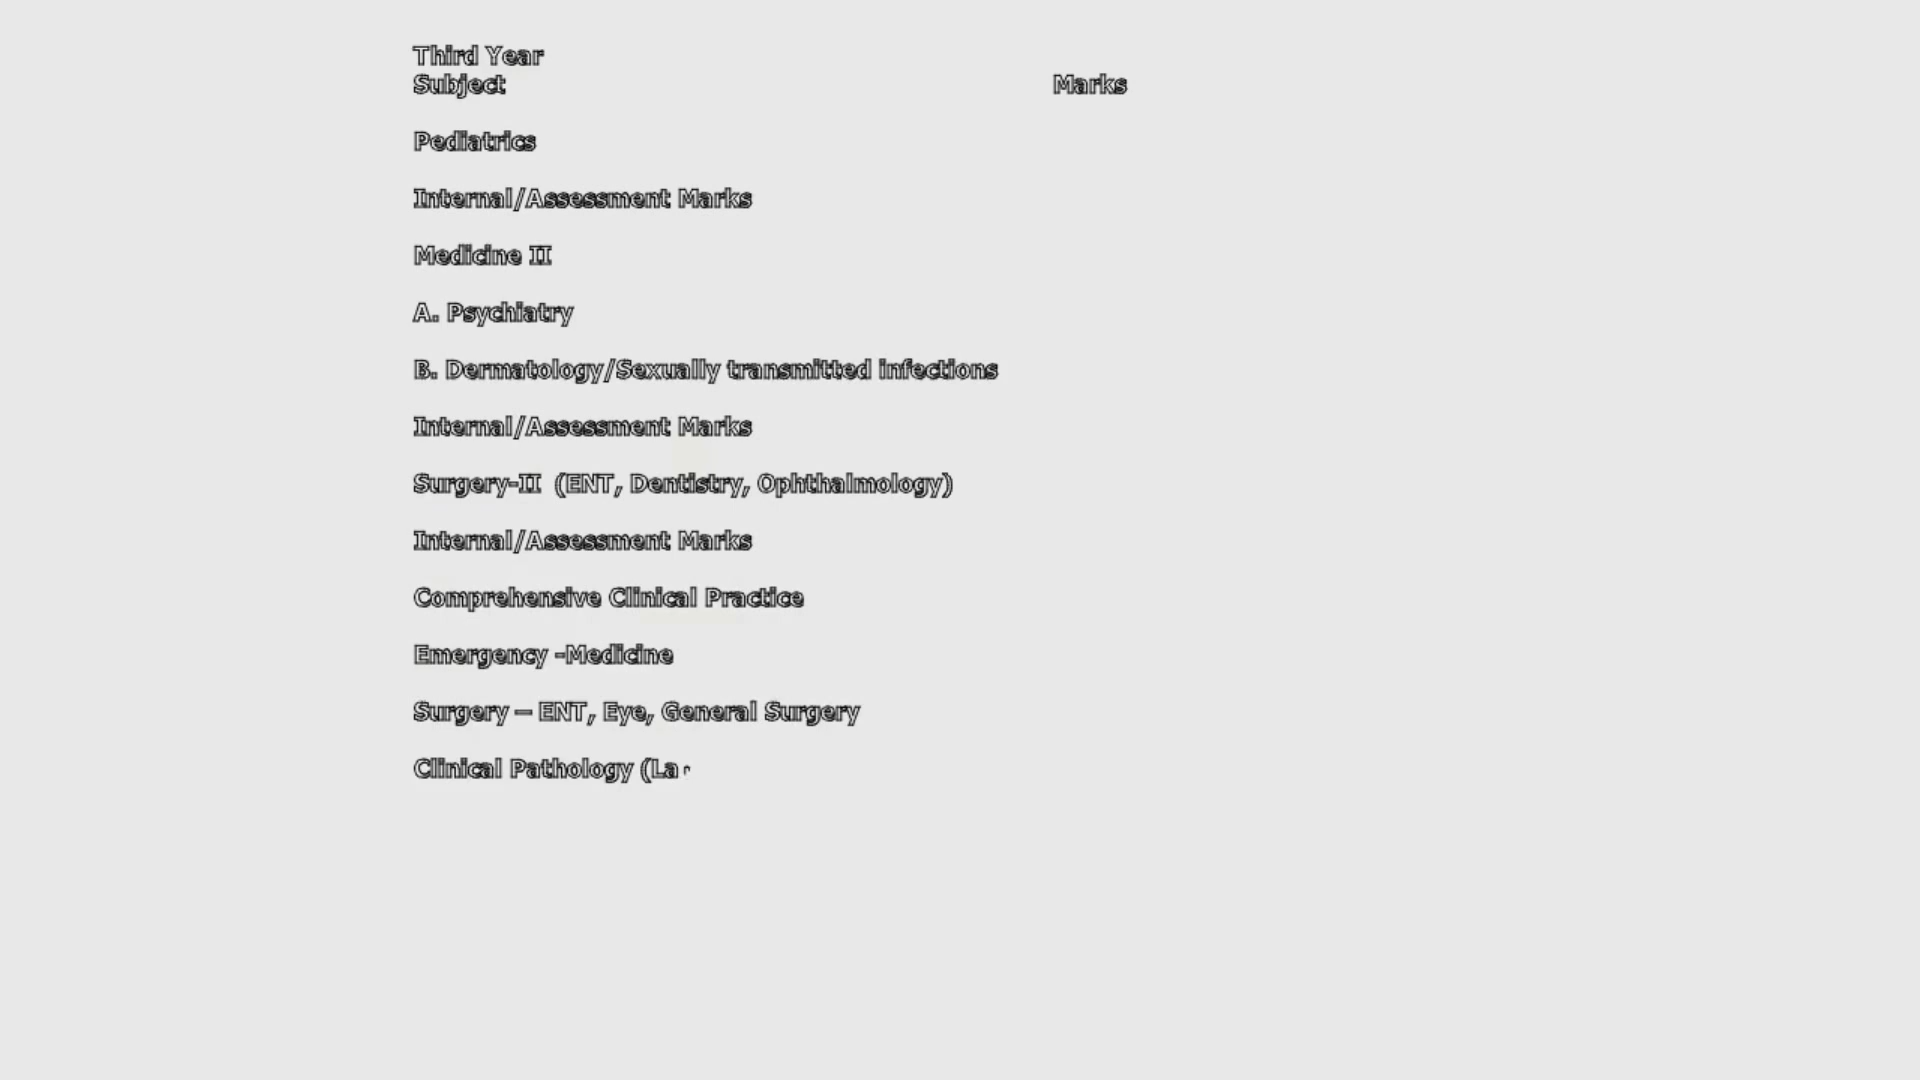 Third Year
Subject Marks
Pediatrics
Internal/Assessment Marks
Medicine II
A. Psychiatry
B. Dermatology/Sexually transmitted infections
Internal/Assessment Marks
Surgery-II (ENT, Dentistry, Ophthalmology)
Internal/Assessment Marks
Comprehensive Clinical Practice
Emergency -Medicine
Surgery – ENT, Eye, General Surgery
Clinical Pathology (La